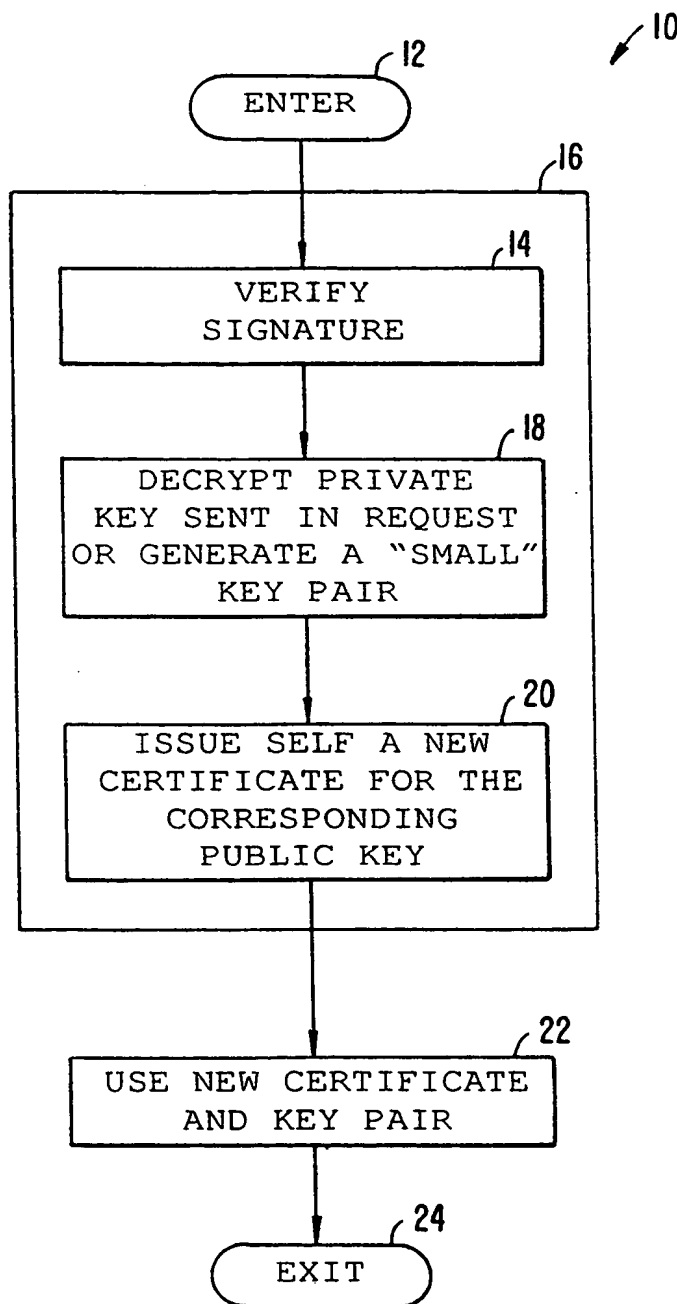 10
12
ENTER
16
14
VERIFY
SIGNATURE
18
DECRYPT PRIVATE
KEY SENT IN REQUEST
OR GENERATE A “SMALL”
KEY PAIR
20
ISSUE SELF A NEW
CERTIFICATE FOR THE
CORRESPONDING
PUBLIC KEY
22
USE NEW CERTIFICATE
AND KEY PAIR
24
EXIT